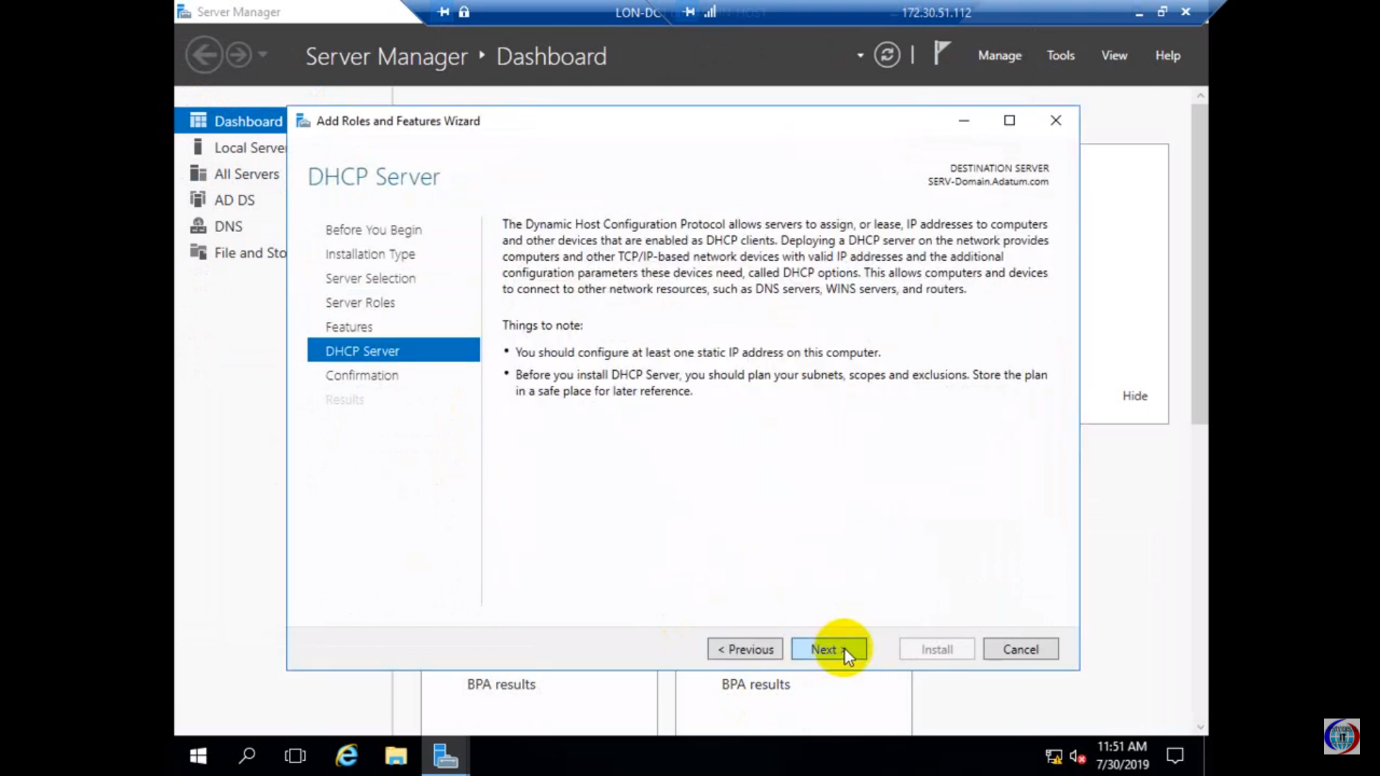 Server Manager
LON-DC
172.30.51.112
Server Manager ‣ Dashboard
Manage Tools View Help
Dashboard
Local Serve
All Servers
AD DS
DNS
File and Sto
Add Roles and Features Wizard
DHCP Server
DESTINATION SERVER
SERV-Domain.Adatum.com
Before You Begin
Installation Type
Server Selection
Server Roles
Features
DHCP Server
Confirmation
Results
The Dynamic Host Configuration Protocol allows servers to assign, or lease, IP addresses to computers
and other devices that are enabled as DHCP clients. Deploying a DHCP server on the network provides
computers and other TCP/IP-based network devices with valid IP addresses and the additional
configuration parameters these devices need, called DHCP options. This allows computers and devices
to connect to other network resources, such as DNS servers, WINS servers, and routers.
Things to note:
• You should configure at least one static IP address on this computer.
• Before you install DHCP Server, you should plan your subnets, scopes and exclusions. Store the plan
in a safe place for later reference.
Hide
< Previous Next > Install Cancel
BPA results BPA results
11:51 AM
7/30/2019